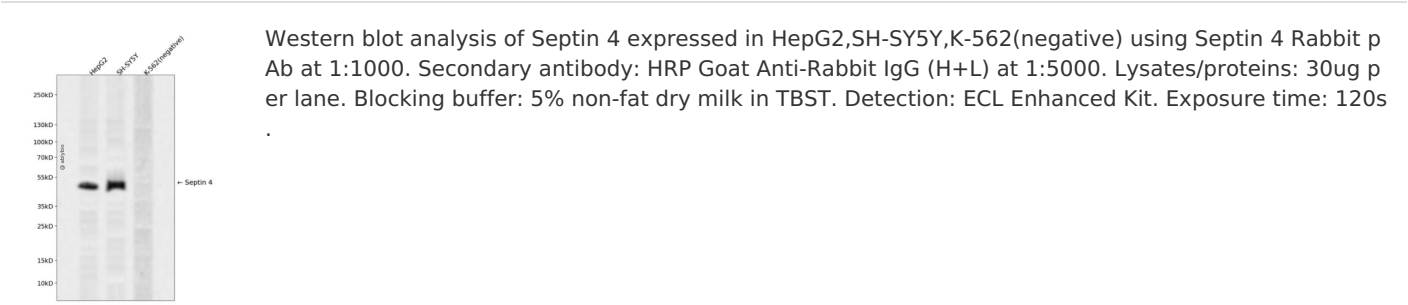 HepG2
SH-SY5Y
K-562(negative)
250kD
130kD
100kD
70kD
55kD
35kD
25kD
15kD
10kD
@ ablybio
← Septin 4
Western blot analysis of Septin 4 expressed in HepG2,SH-SY5Y,K-562(negative) using Septin 4 Rabbit p
Ab at 1:1000. Secondary antibody: HRP Goat Anti-Rabbit IgG (H+L) at 1:5000. Lysates/proteins: 30ug p
er lane. Blocking buffer: 5% non-fat dry milk in TBST. Detection: ECL Enhanced Kit. Exposure time: 120s
.